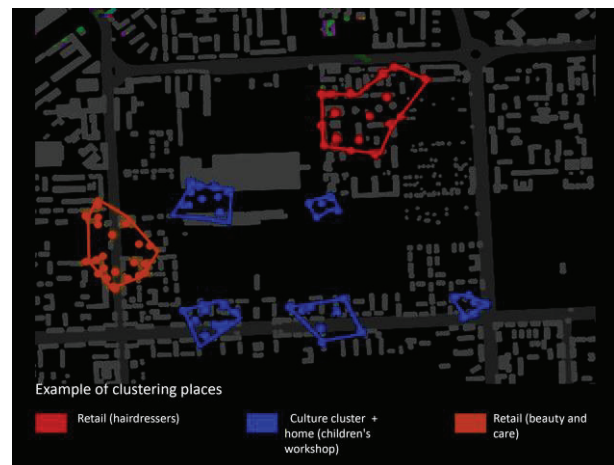 Example of clustering places
Retail (hairdressers)
Culture cluster +
home (children's
workshop)
Retail (beauty and
care)